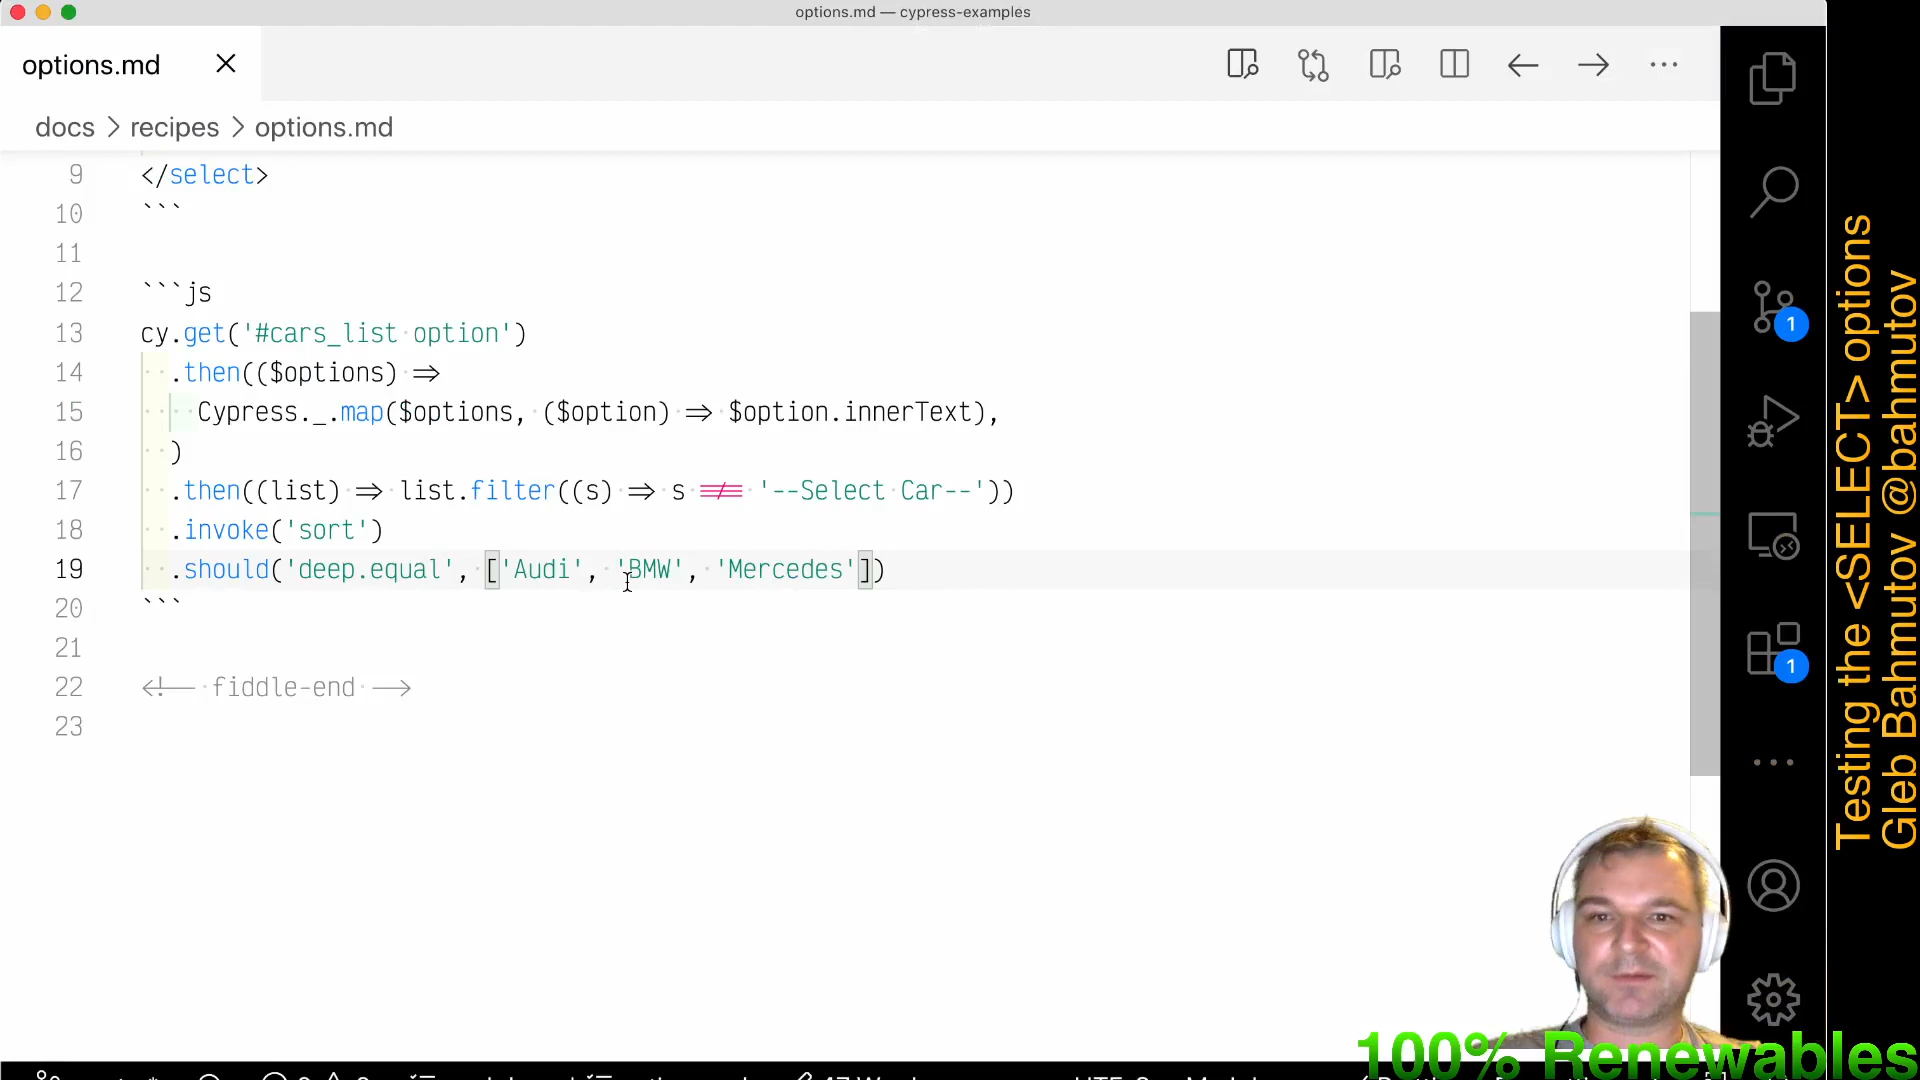 options.md — cypress-examples
options.md
docs > recipes > options.md
9 </select>
10 ```
11
12 ```js
13 cy.get('#cars_list option')
14 .then(($options) =>
15 Cypress._.map($options, ($option) => $option.innerText),
16 )
17 .then((list) => list.filter((s) => s !== '--Select Car--'))
18 .invoke('sort')
19 .should('deep.equal', ['Audi', 'BMW', 'Mercedes'])
20 ```
21
22 <!-- fiddle-end -->
23
1
1
Testing the <SELECT> options
Gleb Bahmutov @bahmutov
100% Renewables